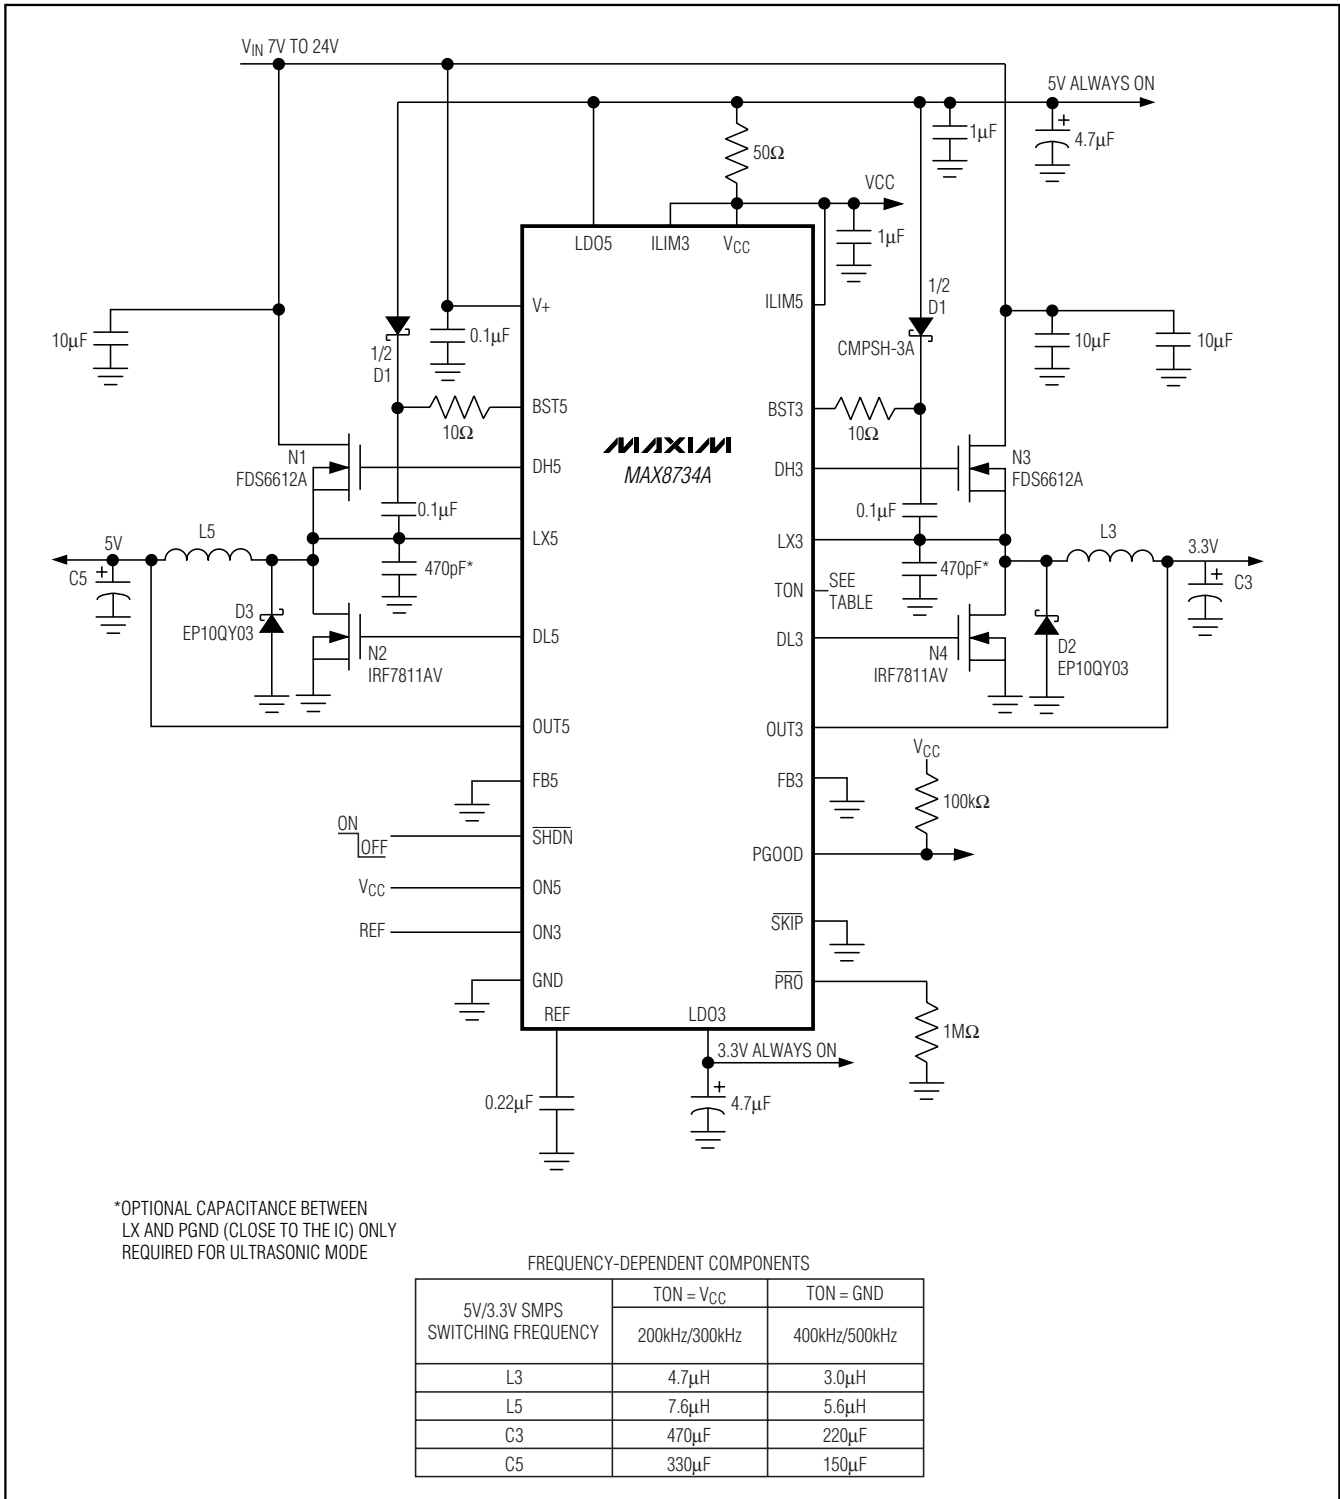 VIN 7V TO 24V
5V ALWAYS ON
1μF
4.7μF
50Ω
VCC
1μF
LDO5
ILIM3
VCC
ILIM5
V+
0.1μF
10μF
1/2
D1
1/2
D1
CMPSH-3A
10μF
10μF
BST5
10Ω
BST3
10Ω
MAXIM
MAX8734A
N1
FDS6612A
DH5
DH3
N3
FDS6612A
0.1μF
0.1μF
5V
L5
LX5
LX3
L3
3.3V
C5
470pF*
470pF*
C3
TON
SEE
TABLE
D3
EP10QY03
DL5
DL3
N2
IRF7811AV
N4
IRF7811AV
D2
EP10QY03
OUT5
OUT3
VCC
FB5
FB3
100kΩ
ON
OFF
SHDN
PGOOD
VCC
ON5
SKIP
REF
ON3
GND
PRO
REF
LDO3
1MΩ
3.3V ALWAYS ON
0.22μF
4.7μF
*OPTIONAL CAPACITANCE BETWEEN
LX AND PGND (CLOSE TO THE IC) ONLY
REQUIRED FOR ULTRASONIC MODE
FREQUENCY-DEPENDENT COMPONENTS
5V/3.3V SMPS
SWITCHING FREQUENCY
TON = VCC
TON = GND
200kHz/300kHz
400kHz/500kHz
L3 4.7μH 3.0μH
L5 7.6μH 5.6μH
C3 470μF 220μF
C5 330μF 150μF